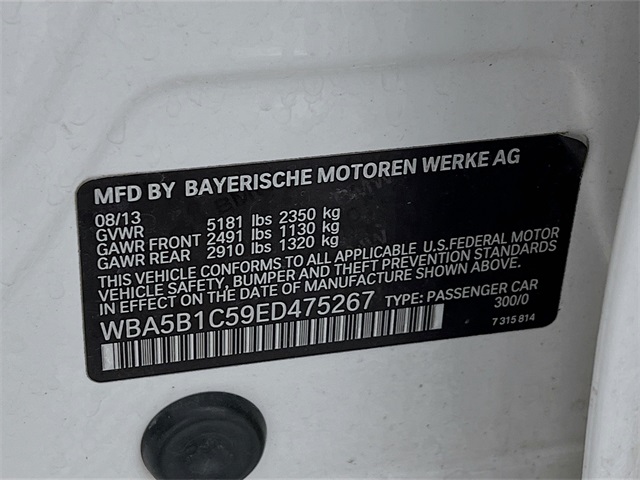 MFD BY BAYERISCHE MOTOREN WERKE AG
08/13
GVWR 5181 lbs 2350 kg
GAWR FRONT 2491 lbs 1130 kg
GAWR REAR 2910 lbs 1320 kg
THIS VEHICLE CONFORMS TO ALL APPLICABLE U.S.FEDERAL MOTOR
VEHICLE SAFETY, BUMPER AND THEFT PREVENTION STANDARDS
IN EFFECT ON THE DATE OF MANUFACTURE SHOWN ABOVE.
WBA5B1C59ED475267 TYPE: PASSENGER CAR
300/0
7 315 814